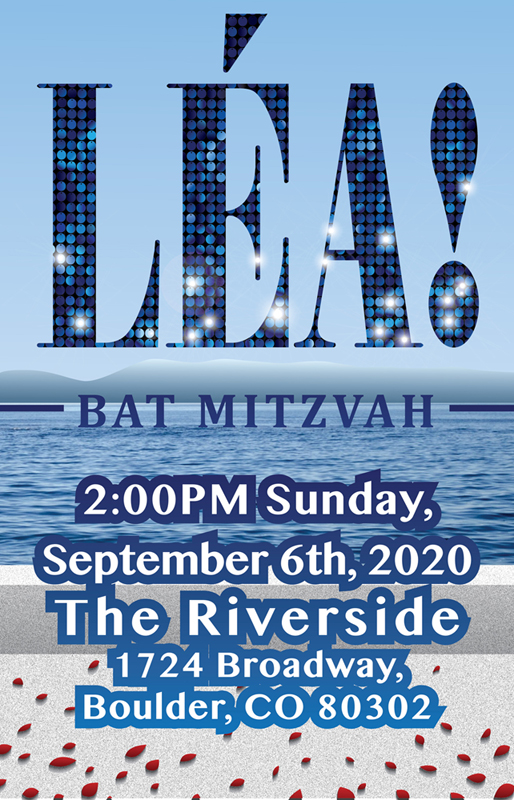 LÉA!
BAT MITZVAH
2:00PM Sunday,
September 6th, 2020
The Riverside
1724 Broadway,
Boulder, CO 80302